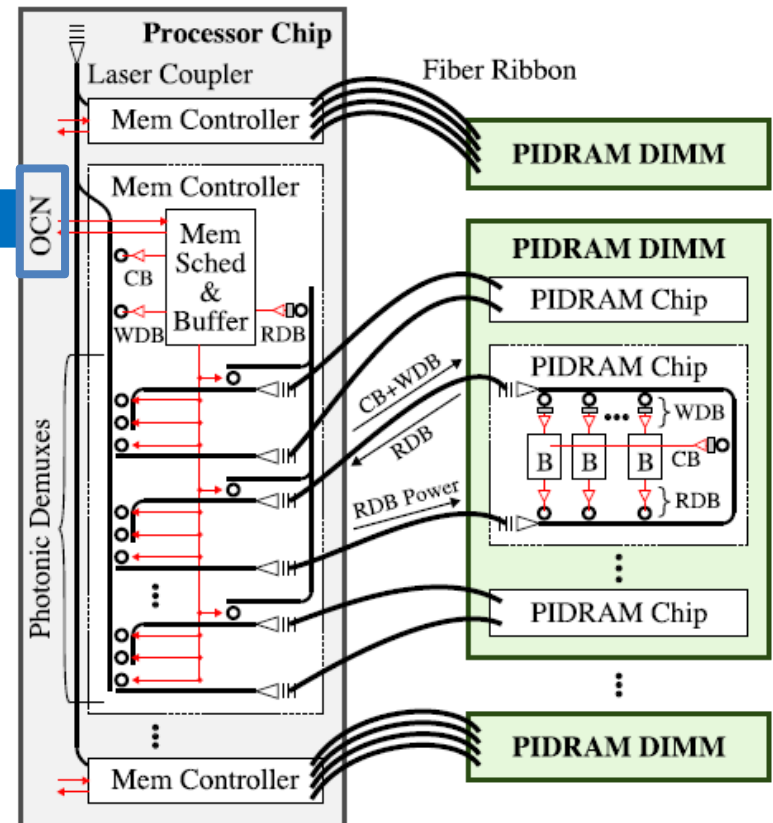 Processor Chip
Laser Coupler
Fiber Ribbon
Mem Controller
PIDRAM DIMM
Mem Controller
OCN
Mem
Sched
&
Buffer
CB
WDB
RDB
PIDRAM DIMM
PIDRAM Chip
CB+WDB
RDB
RDB Power
PIDRAM Chip
WDB
B
B
B
CB
RDB
Photonic Demuxes
PIDRAM Chip
PIDRAM DIMM
Mem Controller